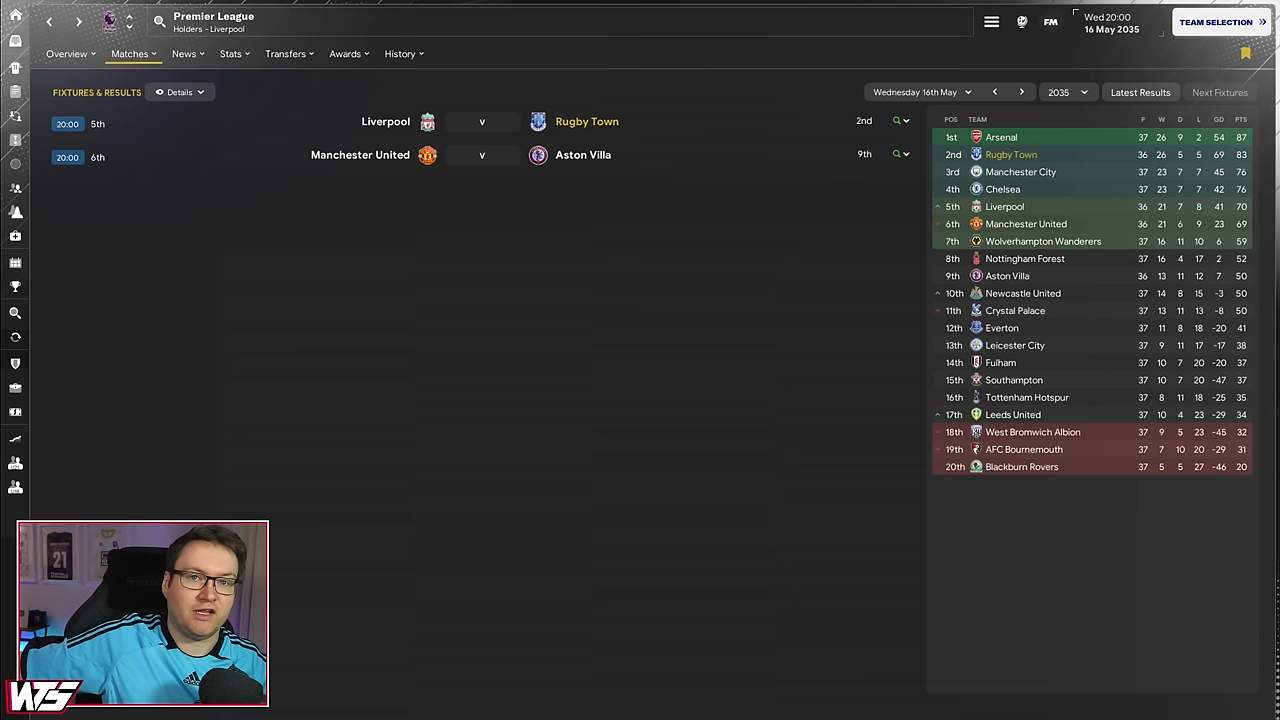 Premier League
Holders - Liverpool
FM
Wed 20:00
16 May 2035
TEAM SELECTION
Overview
Matches
News
Stats
Transfers
Awards
History
FIXTURES & RESULTS
Details
Wednesday 16th May
2035
Latest Results
Next Fixtures
20:00 5th Liverpool v Rugby Town 2nd
20:00 6th Manchester United v Aston Villa 9th
POS TEAM P W D L GD PTS
1st Arsenal 37 26 9 2 54 87
2nd Rugby Town 36 26 5 5 69 83
3rd Manchester City 37 23 7 7 45 76
4th Chelsea 37 23 7 7 42 76
5th Liverpool 36 21 7 8 41 70
6th Manchester United 36 21 6 9 23 69
7th Wolverhampton Wanderers 37 16 11 10 6 59
8th Nottingham Forest 37 16 4 17 2 52
9th Aston Villa 36 13 11 12 7 50
10th Newcastle United 37 14 8 15 -3 50
11th Crystal Palace 37 13 11 13 -8 50
12th Everton 37 11 8 18 -20 41
13th Leicester City 37 9 11 17 -17 38
14th Fulham 37 10 7 20 -20 37
15th Southampton 37 10 7 20 -47 37
16th Tottenham Hotspur 37 8 11 18 -25 35
17th Leeds United 37 10 4 23 -29 34
18th West Bromwich Albion 37 9 5 23 -45 32
19th AFC Bournemouth 37 7 10 20 -29 31
20th Blackburn Rovers 37 5 5 27 -46 20
21
WTS